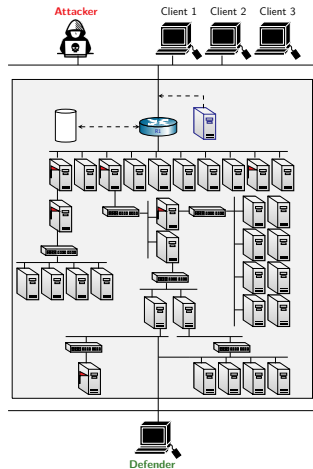 Attacker
Client 1
Client 2
Client 3
R1
Defender